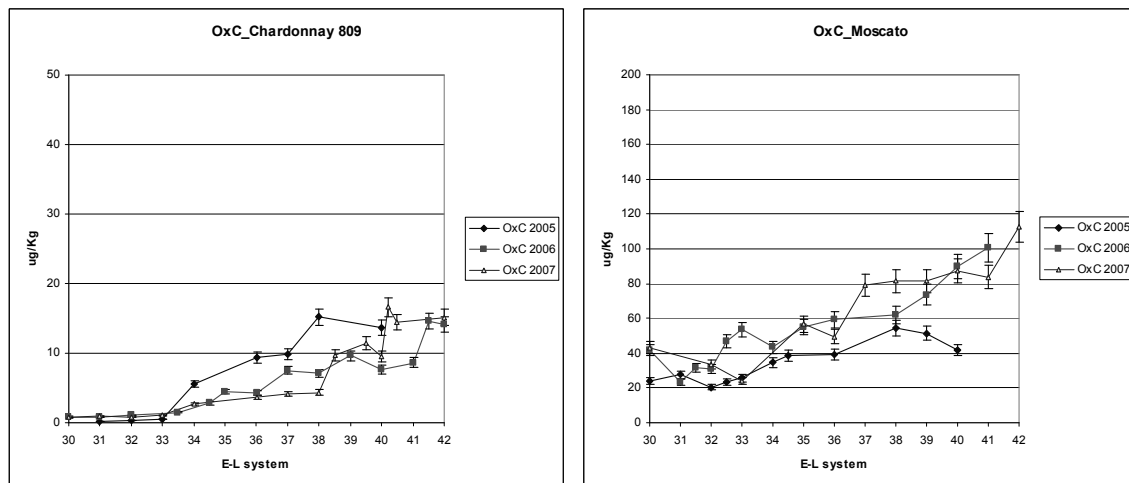 OxC_Chardonnay 809
50
40
30
20
10
0
ug/Kg
30 31 32 33 34 35 36 37 38 39 40 41 42
E-L system
OxC 2005
OxC 2006
OxC 2007
OxC_Moscato
200
180
160
140
120
100
80
60
40
20
0
ug/Kg
30 31 32 33 34 35 36 37 38 39 40 41 42
E-L system
OxC 2005
OxC 2006
OxC 2007